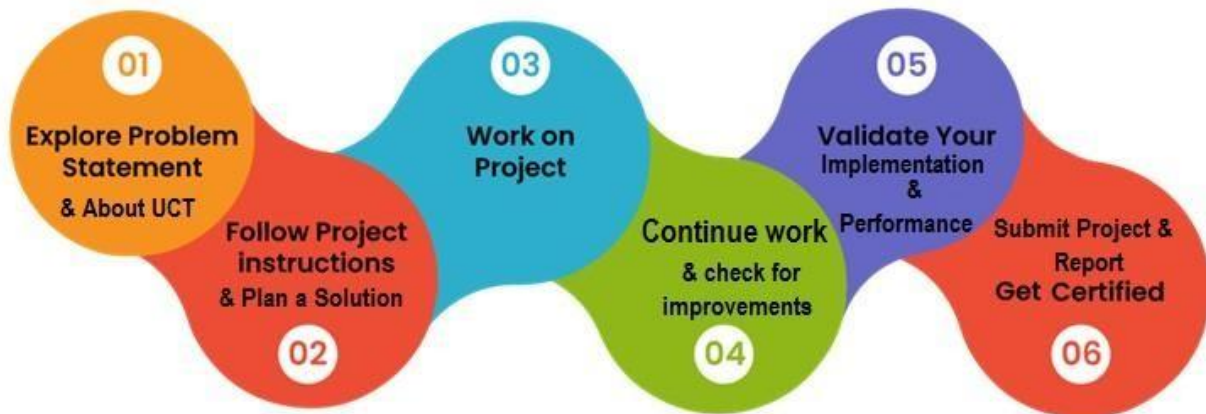 01
Explore Problem
Statement
& About UCT
Follow Project
instructions
& Plan a Solution
02
03
Work on
Project
Continue work
& check for
improvements
04
05
Validate Your
Implementation
&
Performance
Submit Project &
Report
Get Certified
06